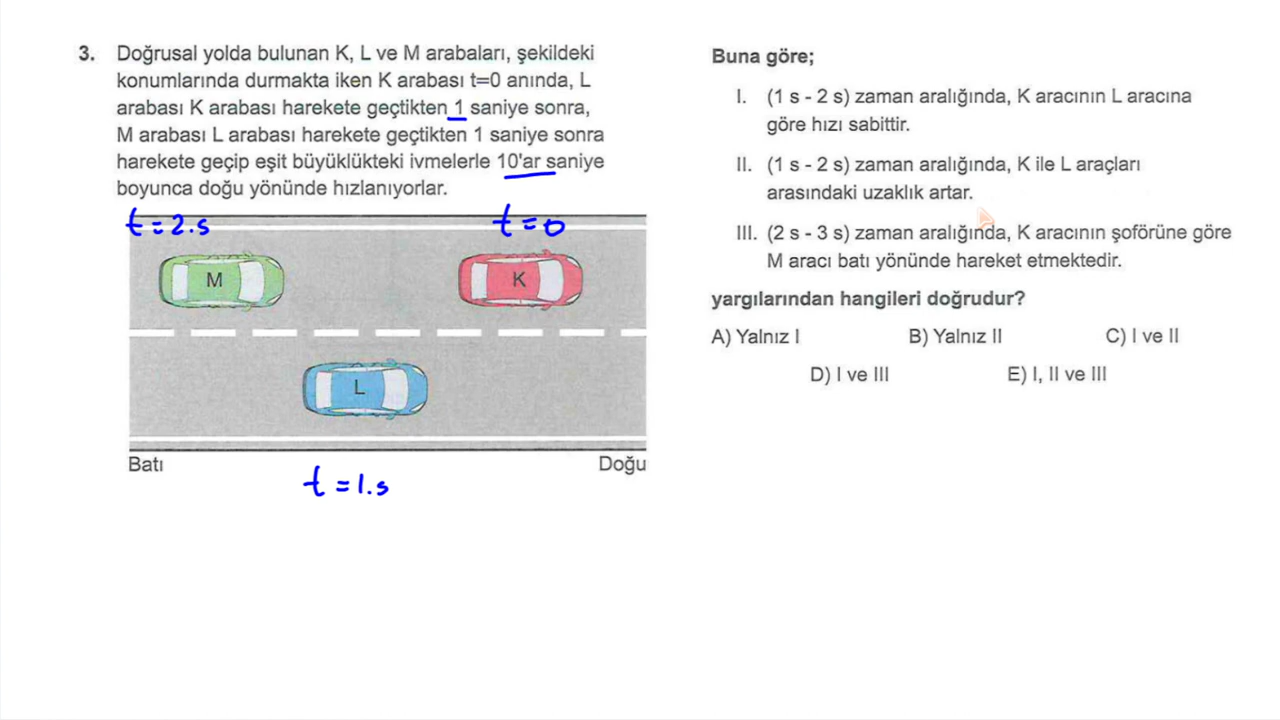 3. Doğrusal yolda bulunan K, L ve M arabaları, şekildeki
konumlarında durmakta iken K arabası t=0 anında, L
arabası K arabası harekete geçtikten 1 saniye sonra,
M arabası L arabası harekete geçtikten 1 saniye sonra
harekete geçip eşit büyüklükteki ivmelerle 10'ar saniye
boyunca doğu yönünde hızlanıyorlar.
t=2.s
t=0
M
K
L
Batı
Doğu
t=1.s
Buna göre;
I. (1 s - 2 s) zaman aralığında, K aracının L aracına
göre hızı sabittir.
II. (1 s - 2 s) zaman aralığında, K ile L araçları
arasındaki uzaklık artar.
III. (2 s - 3 s) zaman aralığında, K aracının şoförüne göre
M aracı batı yönünde hareket etmektedir.
yargılarından hangileri doğrudur?
A) Yalnız I B) Yalnız II C) I ve II
D) I ve III E) I, II ve III